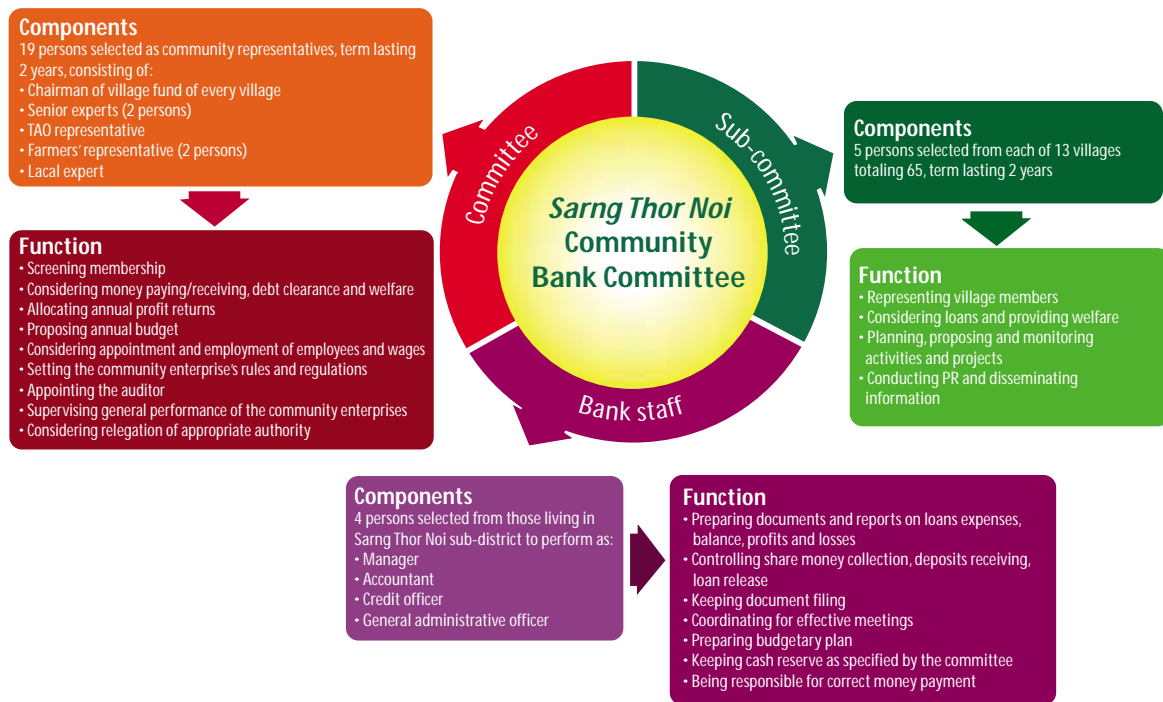 Components
19 persons selected as community representatives, term lasting
2 years, consisting of:
• Chairman of village fund of every village
• Senior experts (2 persons)
• TAO representative
• Farmers' representative (2 persons)
• Lacal expert
Function
• Screening membership
• Considering money paying/receiving, debt clearance and welfare
• Allocating annual profit returns
• Proposing annual budget
• Considering appointment and employment of employees and wages
• Setting the community enterprise's rules and regulations
• Appointing the auditor
• Supervising general performance of the community enterprises
• Considering relegation of appropriate authority
Committee
Sub-committee
Bank staff
Sarng Thor Noi
Community
Bank Committee
Components
5 persons selected from each of 13 villages
totaling 65, term lasting 2 years
Function
• Representing village members
• Considering loans and providing welfare
• Planning, proposing and monitoring
activities and projects
• Conducting PR and disseminating
information
Components
4 persons selected from those living in
Sarng Thor Noi sub-district to perform as:
• Manager
• Accountant
• Credit officer
• General administrative officer
Function
• Preparing documents and reports on loans expenses,
balance, profits and losses
• Controlling share money collection, deposits receiving,
loan release
• Keeping document filing
• Coordinating for effective meetings
• Preparing budgetary plan
• Keeping cash reserve as specified by the committee
• Being responsible for correct money payment